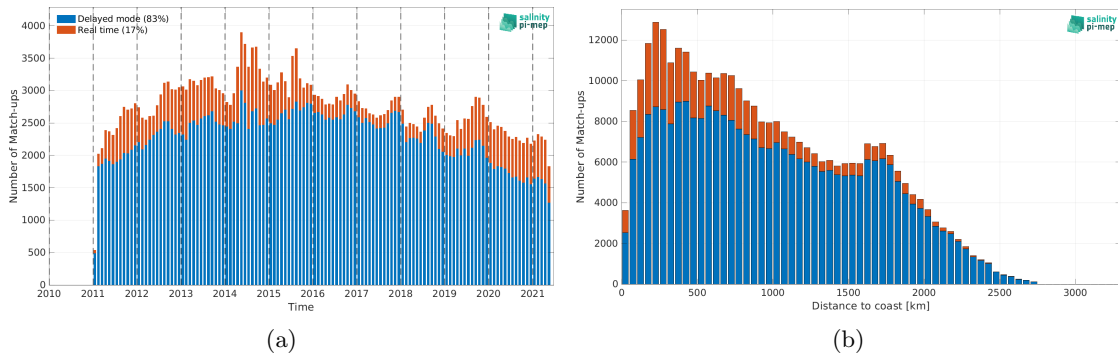 Delayed mode (83%)
Real time (17%)
salinity
pi-mep
Number of Match-ups
4000
3500
3000
2500
2000
1500
1000
500
0
2010 2011 2012 2013 2014 2015 2016 2017 2018 2019 2020 2021
Time
(a)
salinity
pi-mep
Number of Match-ups
12000
10000
8000
6000
4000
2000
0
0 500 1000 1500 2000 2500 3000
Distance to coast [km]
(b)